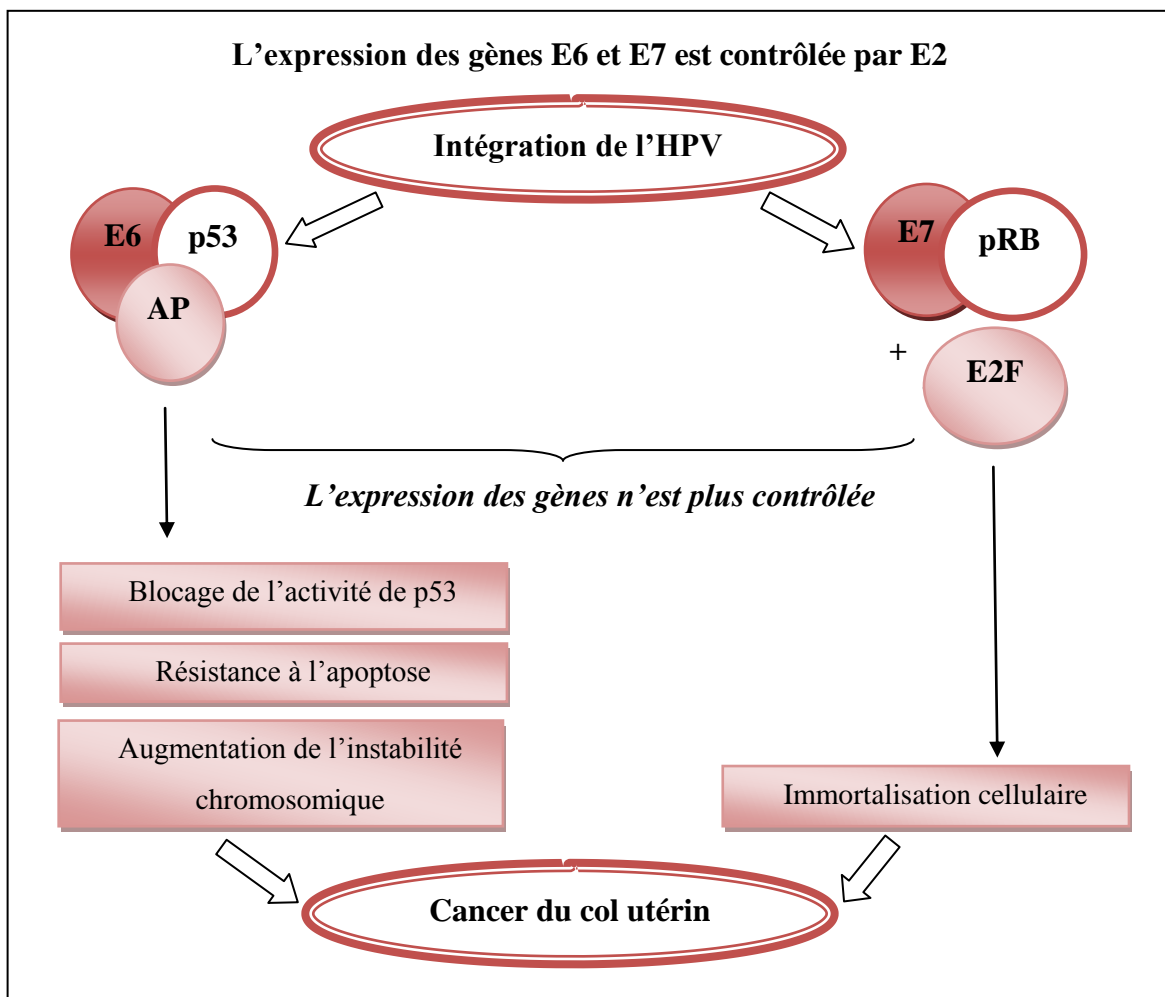 L’expression des gènes E6 et E7 est contrôlée par E2
Intégration de l’HPV
E6
p53
AP
E7
pRB
+
E2F
L’expression des gènes n’est plus contrôlée
Blocage de l’activité de p53
Résistance à l’apoptose
Augmentation de l’instabilité
chromosomique
Immortalisation cellulaire
Cancer du col utérin